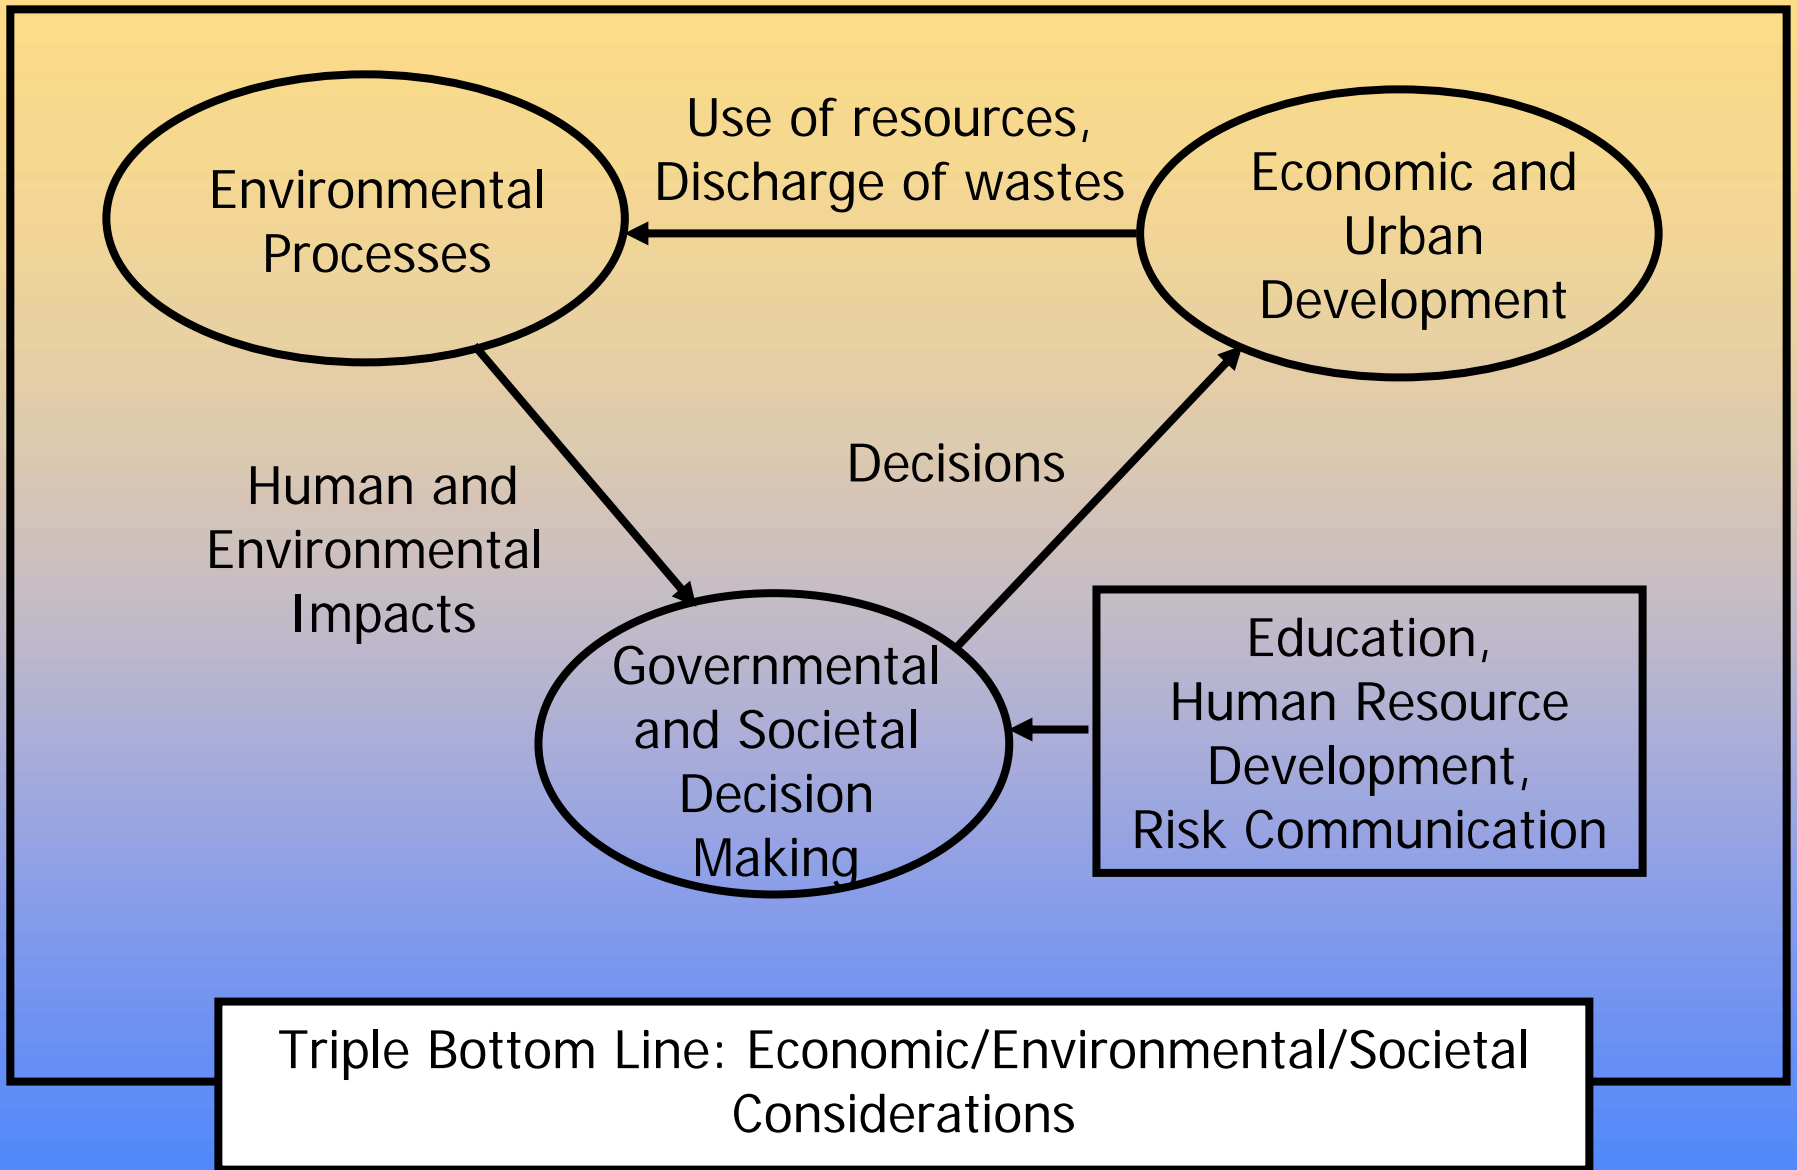 Environmental
Processes
Use of resources,
Discharge of wastes
Economic and
Urban
Development
Human and
Environmental
Impacts
Decisions
Governmental
and Societal
Decision
Making
Education,
Human Resource
Development,
Risk Communication
Triple Bottom Line: Economic/Environmental/Societal
Considerations